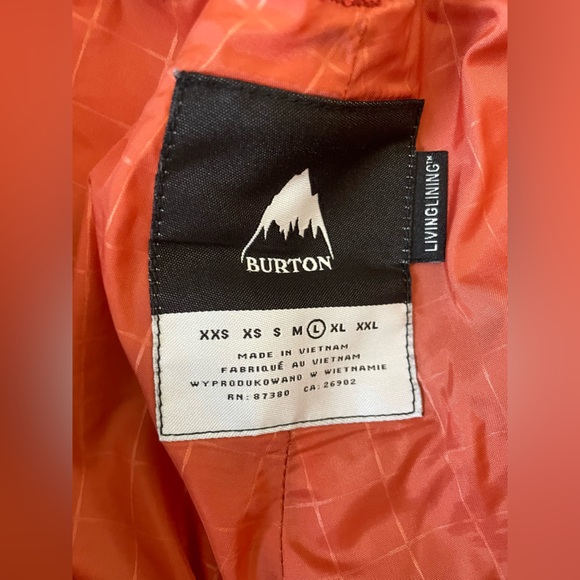 BURTON
LIVINGLINING™
XXS XS S M L XL XXL
MADE IN VIETNAM
FABRIQUÉ AU VIETNAM
WYPRODUKOWANO W WIETNAMIE
RN: 87380 CA: 26902